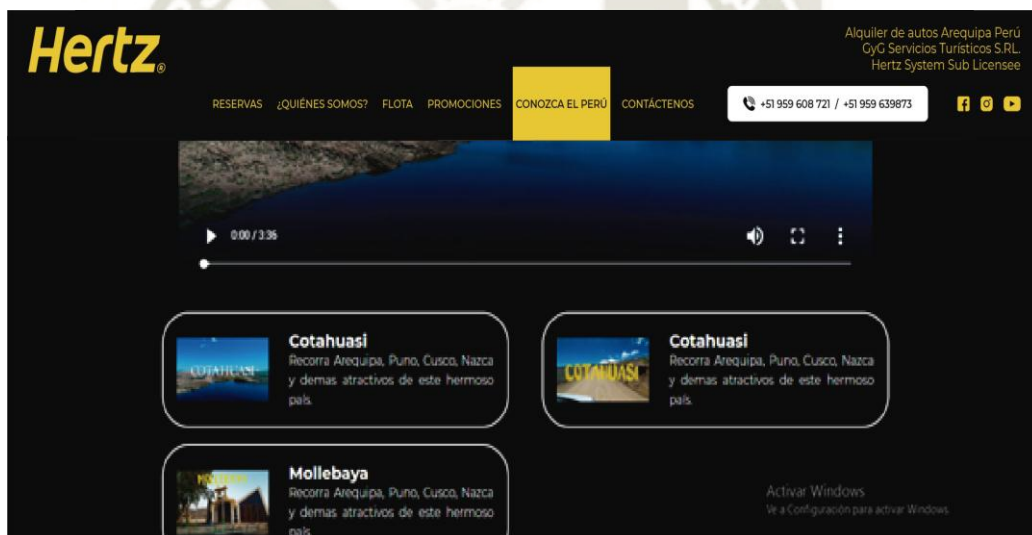 Hertz®
Alquiler de autos Arequipa Perú
GyG Servicios Turísticos S.RL.
Hertz System Sub Licensee
RESERVAS ¿QUIÉNES SOMOS? FLOTA PROMOCIONES CONOZCA EL PERÚ CONTÁCTENOS
+51 959 608 721 / +51 959 639873
0:00 / 3:36
COTAHUASI
Cotahuasi
Recorra Arequipa, Puno, Cusco, Nazca
y demas atractivos de este hermoso
país.
COTAHUASI
Cotahuasi
Recorra Arequipa, Puno, Cusco, Nazca
y demas atractivos de este hermoso
país.
MOLLEBAYA
Mollebaya
Recorra Arequipa, Puno, Cusco, Nazca
y demas atractivos de este hermoso
país.
Activar Windows
Ve a Configuración para activar Windows.